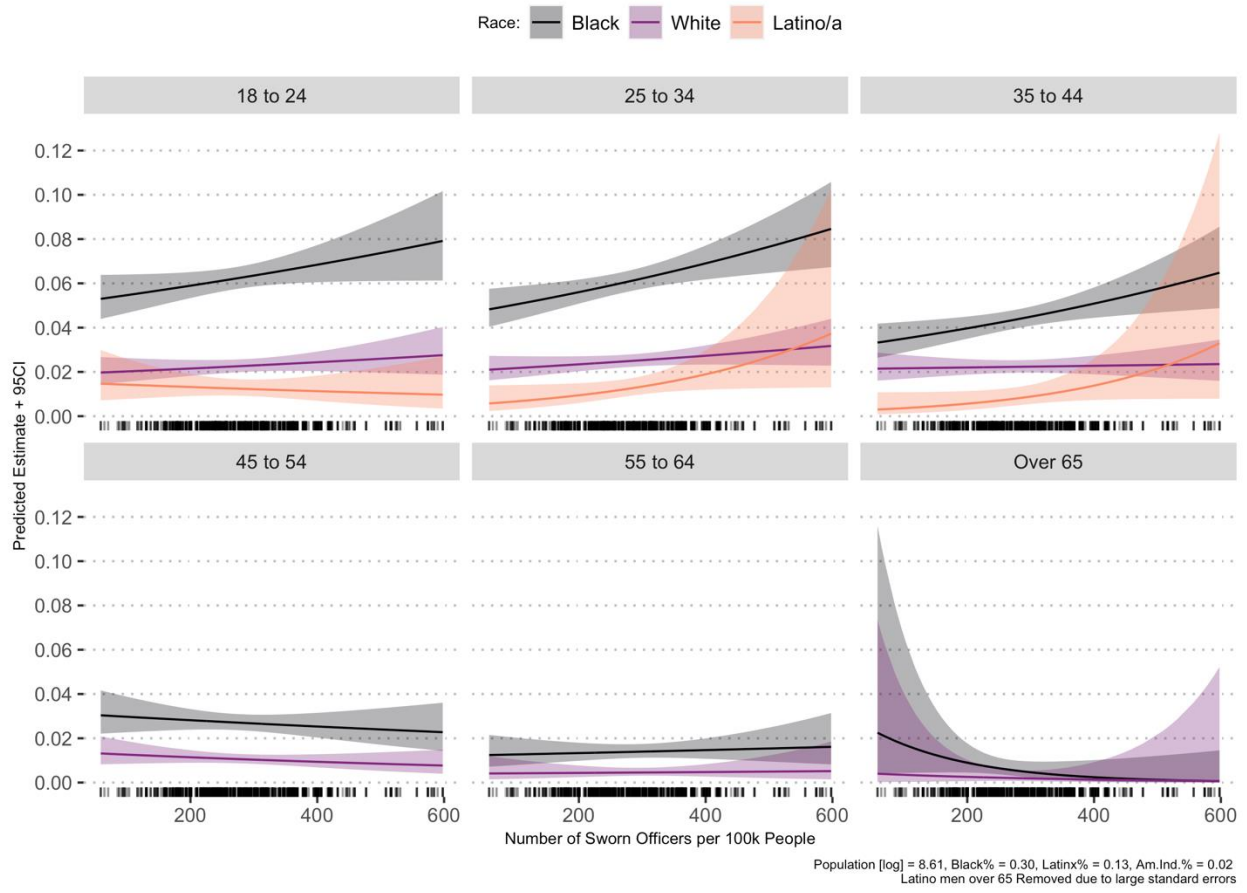 Race: Black White Latino/a
18 to 24 25 to 34 35 to 44
0.12
0.10
0.08
0.06
0.04
0.02
0.00
45 to 54 55 to 64 Over 65
0.12
0.10
0.08
0.06
0.04
0.02
0.00
Predicted Estimate + 95CI
200 400 600 200 400 600 200 400 600
Number of Sworn Officers per 100k People
Population [log] = 8.61, Black% = 0.30, Latinx% = 0.13, Am.Ind.% = 0.02
Latino men over 65 Removed due to large standard errors